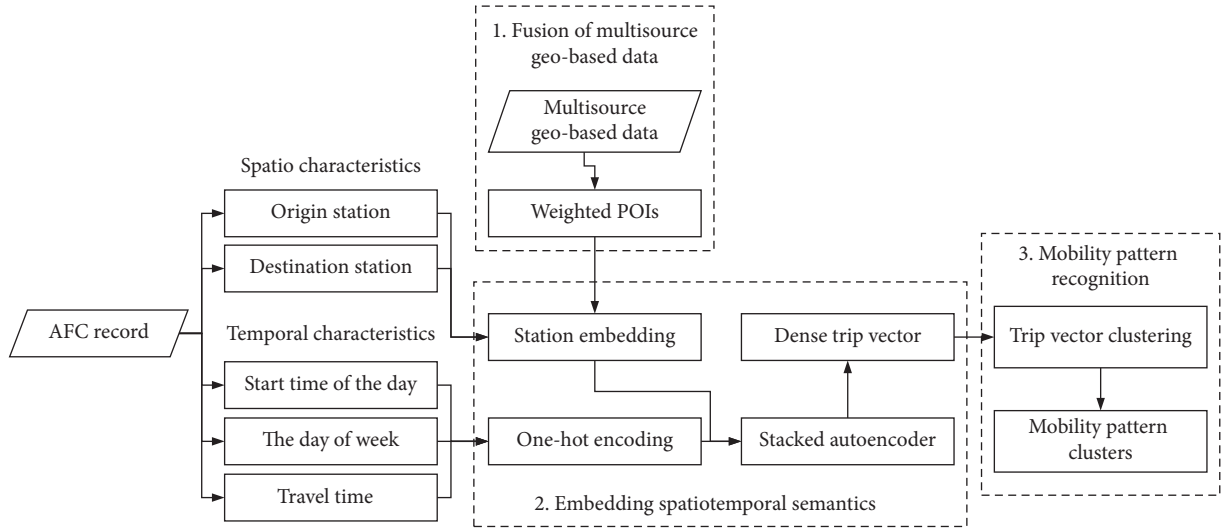 1. Fusion of multisource
geo-based data
Multisource
geo-based data
Weighted POIs
Spatio characteristics
Origin station
Destination station
AFC record
Temporal characteristics
Start time of the day
The day of week
Travel time
Station embedding
One-hot encoding
Dense trip vector
Stacked autoencoder
2. Embedding spatiotemporal semantics
3. Mobility pattern
recognition
Trip vector clustering
Mobility pattern
clusters